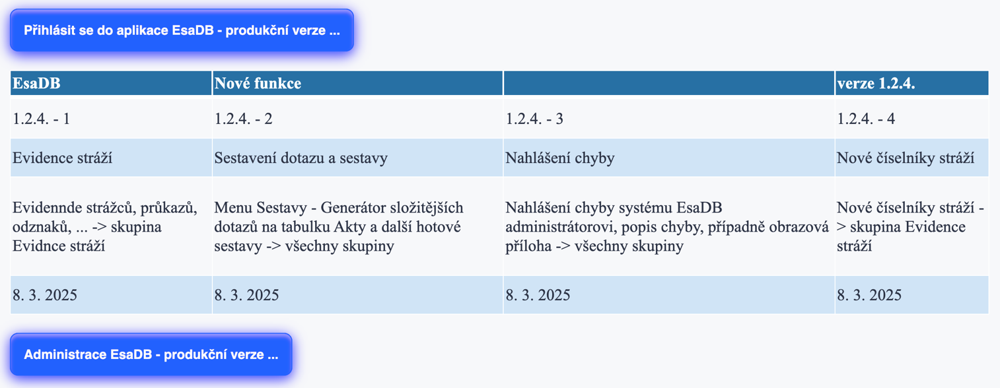 Přihlásit se do aplikace EsaDB - produkční verze ...
EsaDB
Nové funkce
verze 1.2.4.
1.2.4. - 1
1.2.4. - 2
1.2.4. - 3
1.2.4. - 4
Evidence stráží
Sestavení dotazu a sestavy
Nahlášení chyby
Nové číselníky stráží
Evidennde strážců, průkazů,
odznaků, ... -> skupina
Evidnce stráží
Menu Sestavy - Generátor složitějších
dotazů na tabulku Akty a další hotové
sestavy -> všechny skupiny
Nahlášení chyby systému EsaDB
administrátorovi, popis chyby, případně obrazová
příloha -> všechny skupiny
Nové číselníky stráží -
> skupina Evidence
stráží
8. 3. 2025
8. 3. 2025
8. 3. 2025
8. 3. 2025
Administrace EsaDB - produkční verze ...